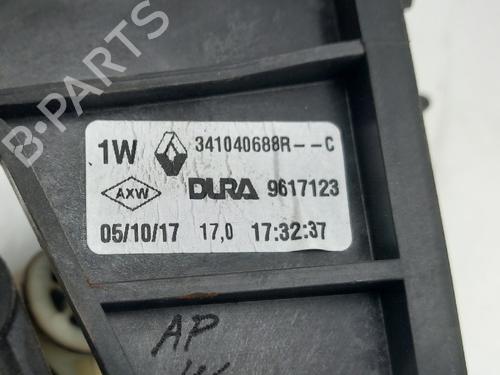 B-PARTS
1W 341040688R--C
AXW DURA 9617123
05/10/17 17,0 17:32:37
AP